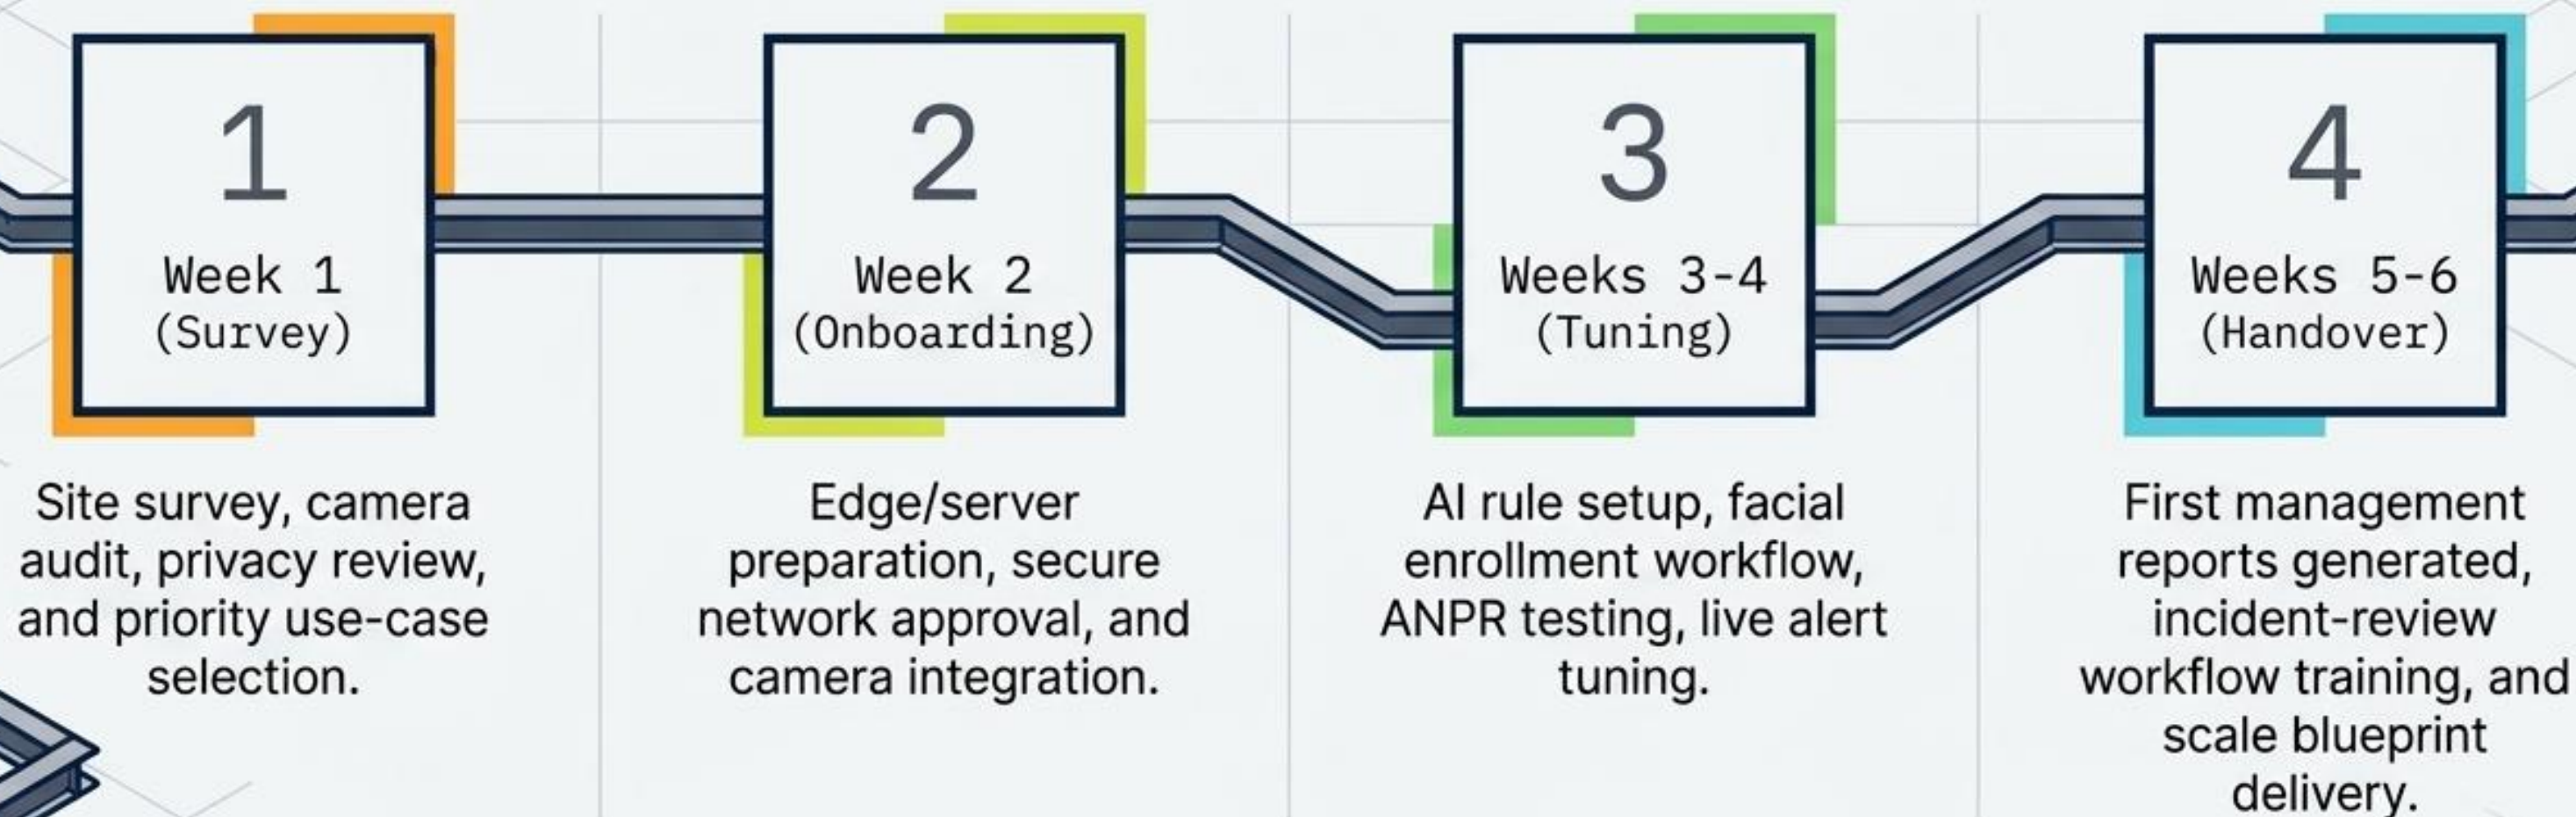 1
Week 1
(Survey)
Site survey, camera
audit, privacy review,
and priority use-case
selection.
2
Week 2
(Onboarding)
Edge/server
preparation, secure
network approval, and
camera integration.
3
Weeks 3-4
(Tuning)
AI rule setup, facial
enrollment workflow,
ANPR testing, live alert
tuning.
4
Weeks 5-6
(Handover)
First management
reports generated,
incident-review
workflow training, and
scale blueprint
delivery.